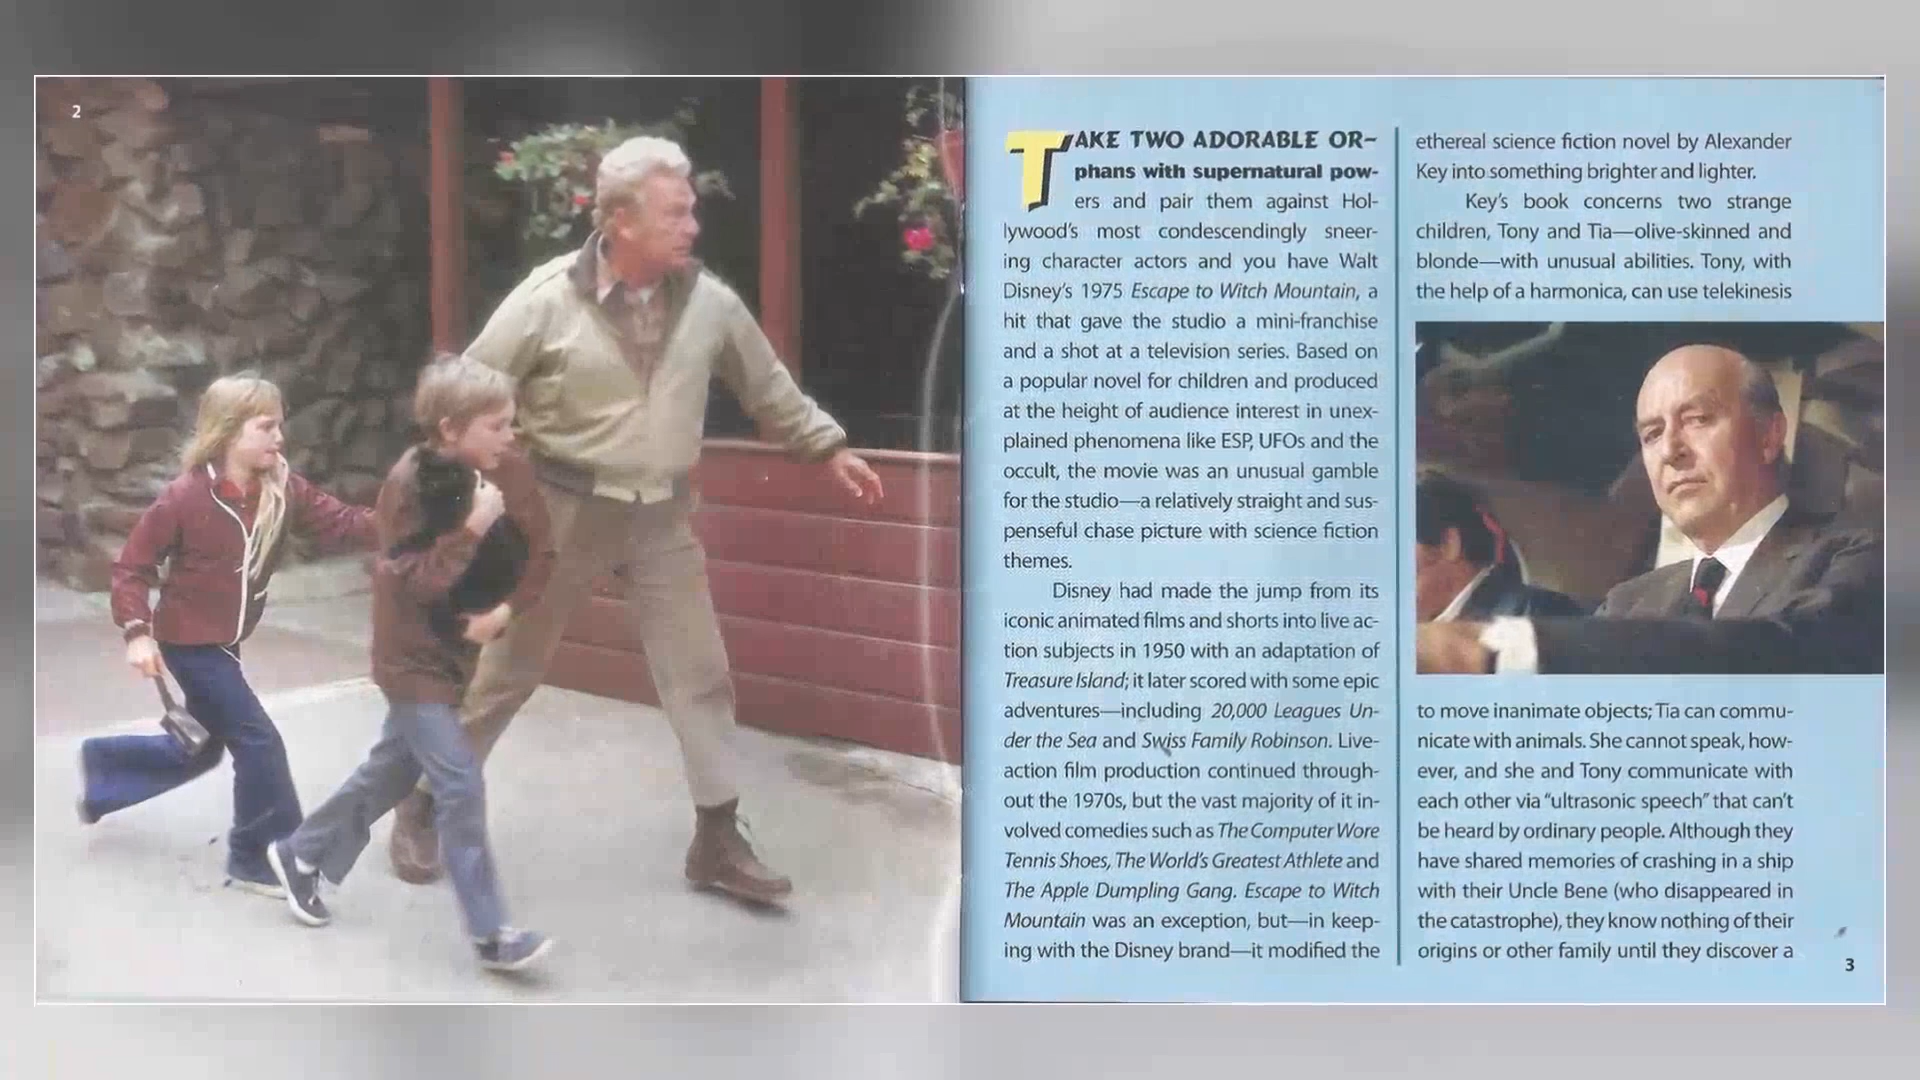 2
TAKE TWO ADORABLE OR-
phans with supernatural pow-
ers and pair them against Hol-
lywood's most condescendingly sneer-
ing character actors and you have Walt
Disney's 1975 Escape to Witch Mountain, a
hit that gave the studio a mini-franchise
and a shot at a television series. Based on
a popular novel for children and produced
at the height of audience interest in unex-
plained phenomena like ESP, UFOs and the
occult, the movie was an unusual gamble
for the studio—a relatively straight and sus-
penseful chase picture with science fiction
themes.
Disney had made the jump from its
iconic animated films and shorts into live ac-
tion subjects in 1950 with an adaptation of
Treasure Island; it later scored with some epic
adventures—including 20,000 Leagues Un-
der the Sea and Swiss Family Robinson. Live-
action film production continued through-
out the 1970s, but the vast majority of it in-
volved comedies such as The Computer Wore
Tennis Shoes, The World's Greatest Athlete and
The Apple Dumpling Gang. Escape to Witch
Mountain was an exception, but—in keep-
ing with the Disney brand—it modified the
ethereal science fiction novel by Alexander
Key into something brighter and lighter.
Key's book concerns two strange
children, Tony and Tia—olive-skinned and
blonde—with unusual abilities. Tony, with
the help of a harmonica, can use telekinesis
to move inanimate objects; Tia can commu-
nicate with animals. She cannot speak, how-
ever, and she and Tony communicate with
each other via “ultrasonic speech” that can't
be heard by ordinary people. Although they
have shared memories of crashing in a ship
with their Uncle Bene (who disappeared in
the catastrophe), they know nothing of their
origins or other family until they discover a
3